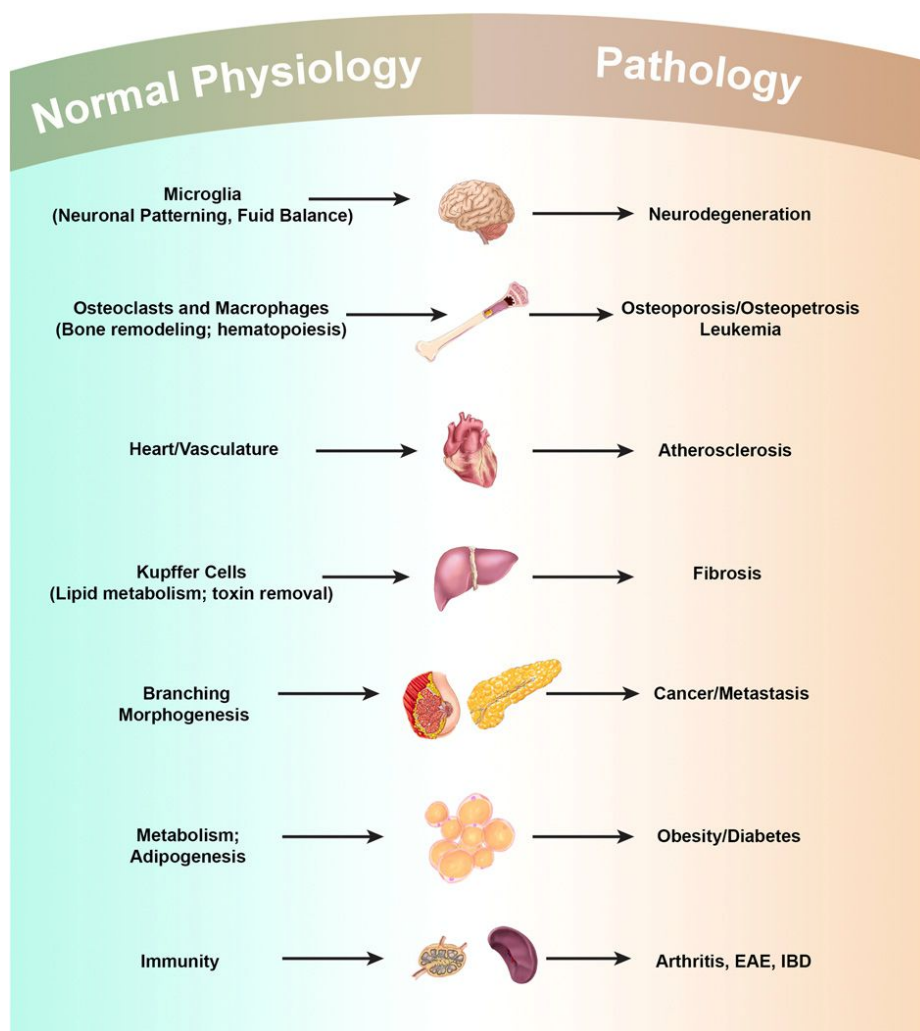 Normal Physiology
Pathology
Microglia
(Neuronal Patterning, Fuid Balance)
Neurodegeneration
Osteoclasts and Macrophages
(Bone remodeling; hematopoiesis)
Osteoporosis/Osteopetrosis
Leukemia
Heart/Vasculature
Atherosclerosis
Kupffer Cells
(Lipid metabolism; toxin removal)
Fibrosis
Branching
Morphogenesis
Cancer/Metastasis
Metabolism;
Adipogenesis
Obesity/Diabetes
Immunity
Arthritis, EAE, IBD